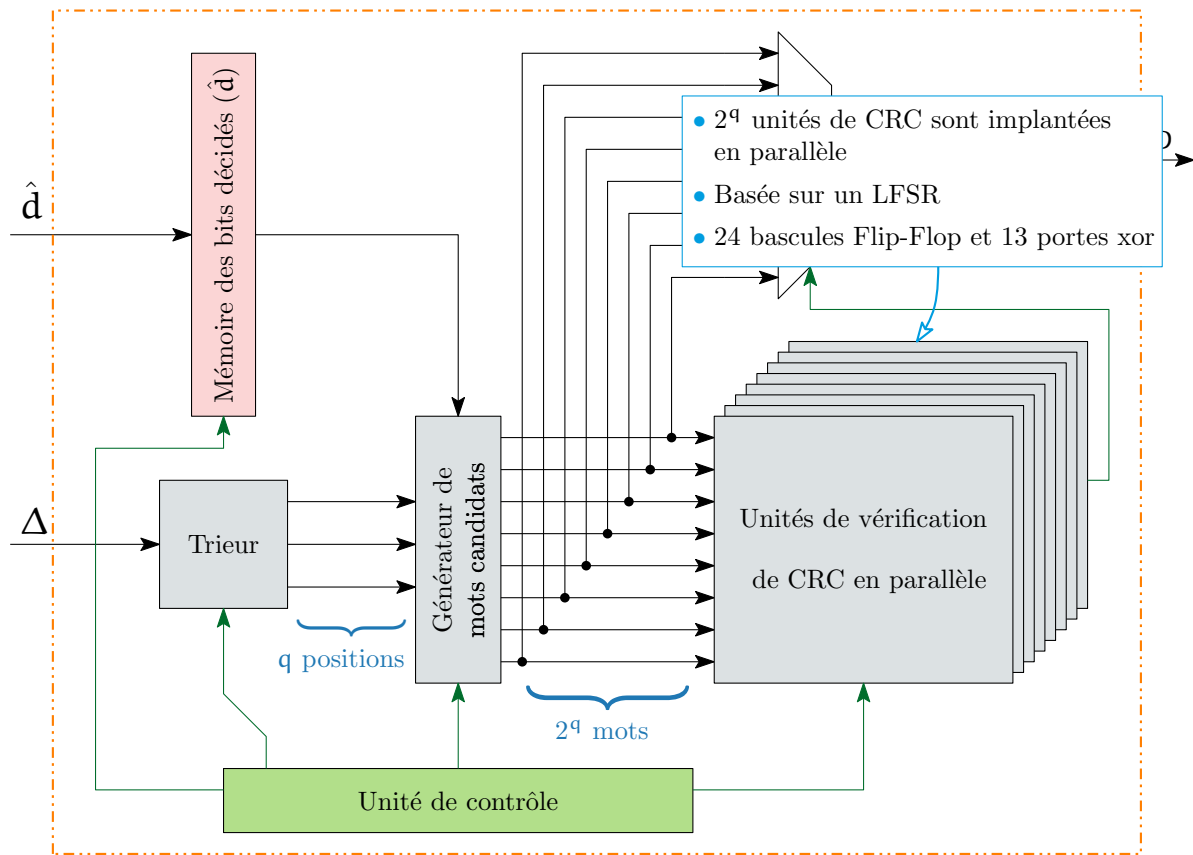 Mémoire des bits décidés (d̂)
• 2^q unités de CRC sont implantées
en parallèle
• Basée sur un LFSR
• 24 bascules Flip-Flop et 13 portes xor
d̂
Δ
Trieur
Générateur de
mots candidats
Unités de vérification
de CRC en parallèle
q positions
2^q mots
Unité de contrôle